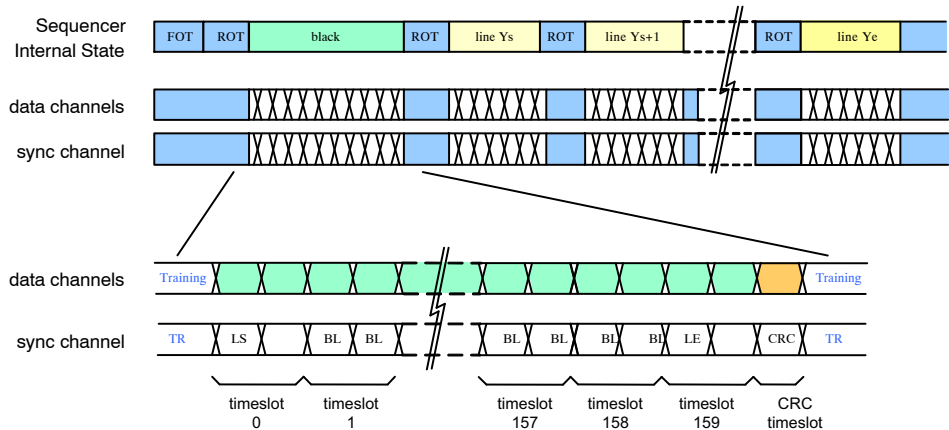 Sequencer
Internal State
FOT ROT black ROT line Ys ROT line Ys+1 ROT line Ye
data channels
sync channel
data channels Training Training
sync channel TR LS BL BL BL BL BL BL LE CRC TR
timeslot timeslot timeslot timeslot timeslot CRC
0 1 157 158 159 timeslot